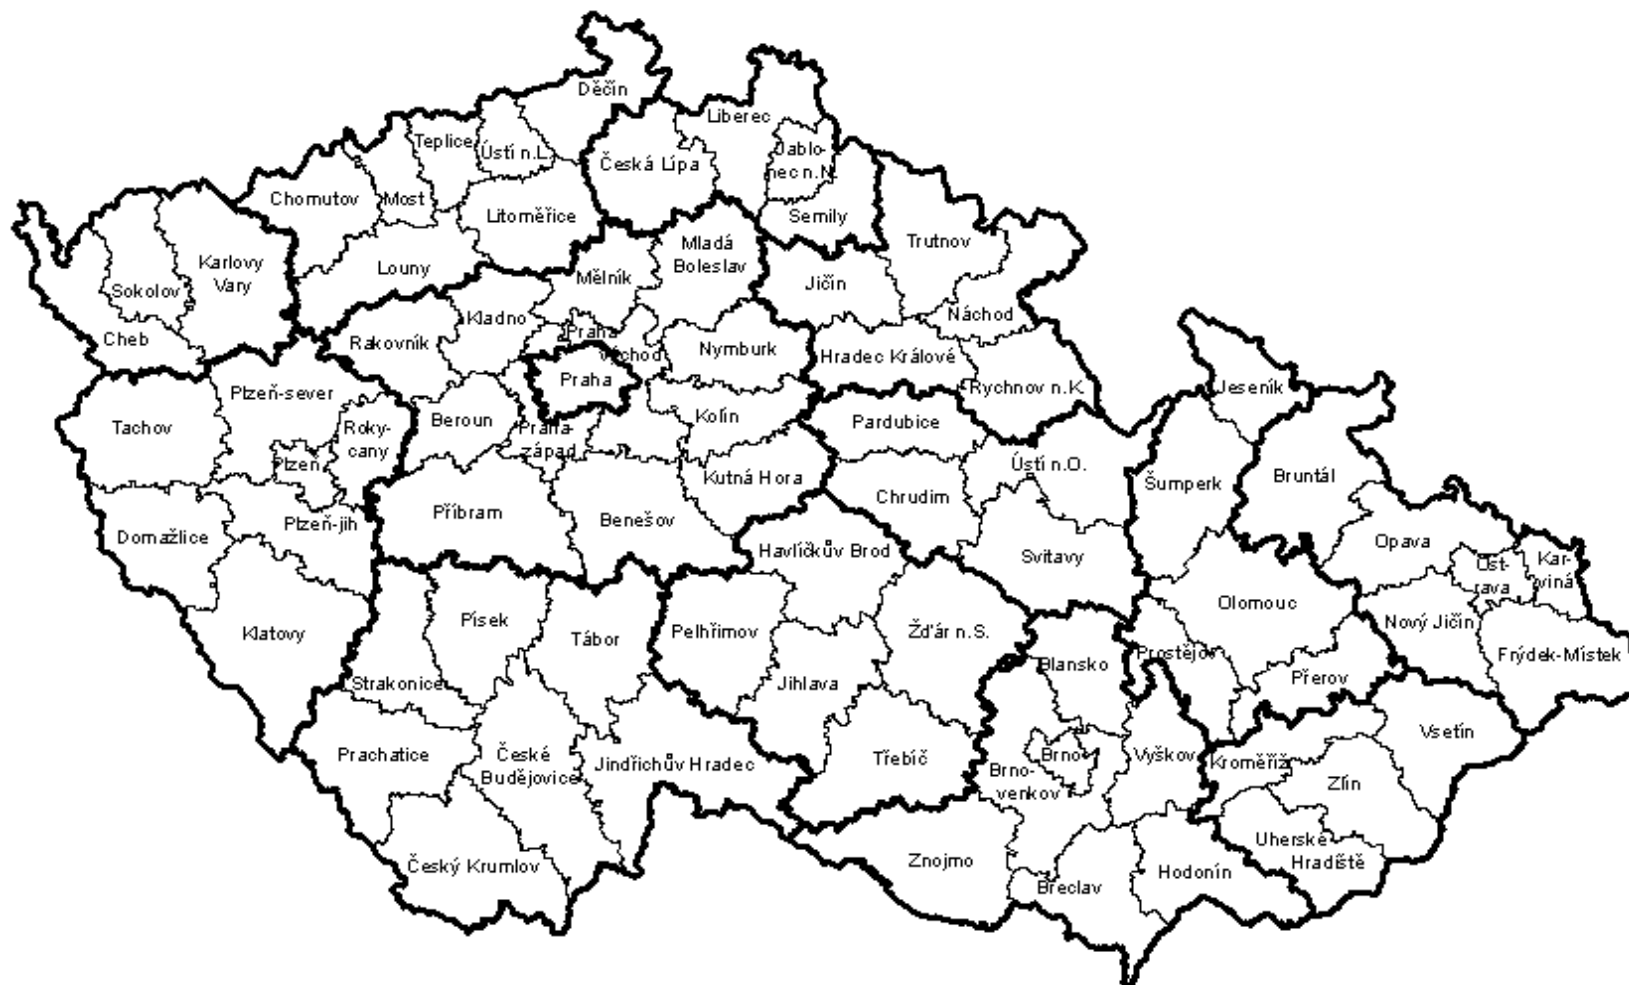 Děčín
Liberec
Teplice
Ústí n.L.
Česká Lípa
Jablo-
nec n.N.
Chomutov
Most
Litoměřice
Semily
Trutnov
Mladá
Boleslav
Karlovy
Vary
Louny
Mělník
Jičín
Sokolov
Kladno
Náchod
Cheb
Rakovník
Praha
východ
Nymburk
Hradec Králové
Praha
Rychnov n.K.
Jeseník
Plzeň-sever
Tachov
Roky-
cany
Beroun
Praha-
západ
Kolín
Pardubice
Plzeň
Kutná Hora
Chrudim
Ústí n.O.
Šumperk
Bruntál
Domažlice
Plzeň-jih
Příbram
Benešov
Havlíčkův Brod
Svitavy
Opava
Ost-
rava
Kar-
viná
Klatovy
Písek
Tábor
Pelhřimov
Žďár n.S.
Olomouc
Nový Jičín
Frýdek-Místek
Strakonice
Jihlava
Blansko
Prostějov
Přerov
Prachatice
České
Budějovice
Jindřichův Hradec
Třebíč
Brno-
venkov
Brno
Vyškov
Kroměříž
Vsetín
Zlín
Český Krumlov
Znojmo
Břeclav
Hodonín
Uherské
Hradiště